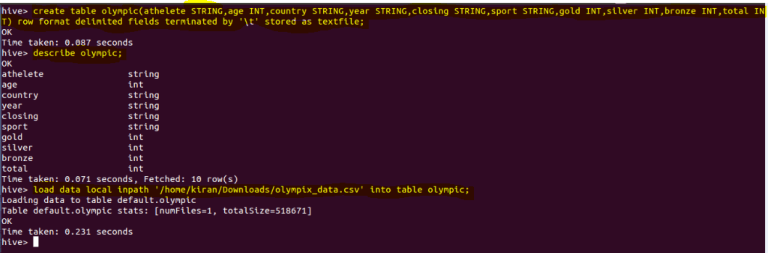 hive> create table olympic(athelete STRING,age INT,country STRING,year STRING,closing STRING,sport STRING,gold INT,silver INT,bronze INT,total IN
T) row format delimited fields terminated by '\t' stored as textfile;
OK
Time taken: 0.087 seconds
hive> describe olympic;
OK
athelete string
age int
country string
year string
closing string
sport string
gold int
silver int
bronze int
total int
Time taken: 0.071 seconds, Fetched: 10 row(s)
hive> load data local inpath '/home/kiran/Downloads/olympix_data.csv' into table olympic;
Loading data to table default.olympic
Table default.olympic stats: [numFiles=1, totalSize=518671]
OK
Time taken: 0.231 seconds
hive>